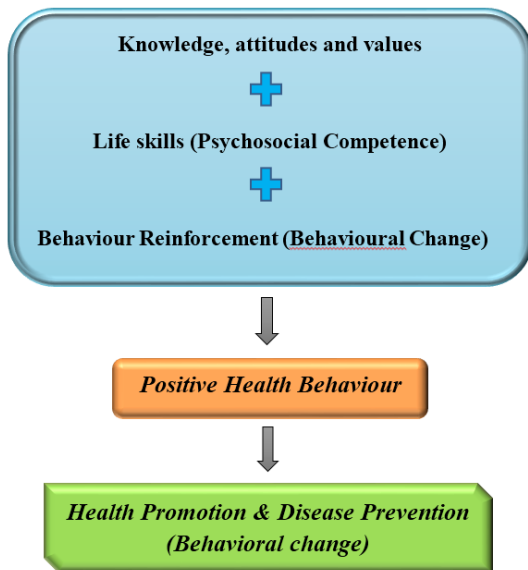 Knowledge, attitudes and values
Life skills (Psychosocial Competence)
Behaviour Reinforcement (Behavioural Change)
Positive Health Behaviour
Health Promotion & Disease Prevention
(Behavioral change)